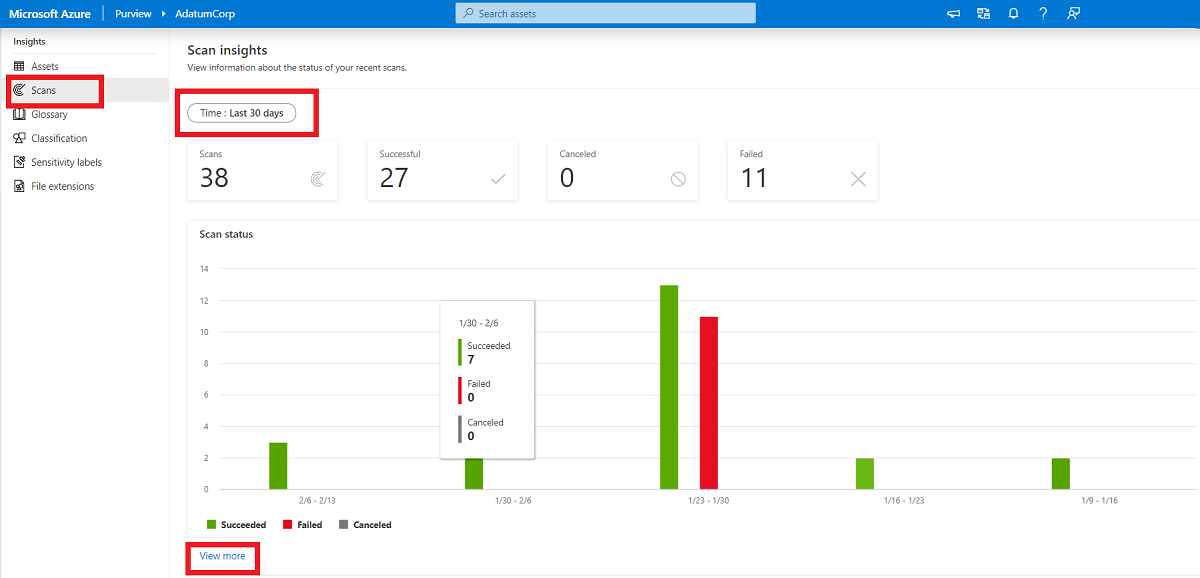 Microsoft Azure Purview AdatumCorp Search assets
Insights
Assets
Scans
Glossary
Classification
Sensitivity labels
File extensions
Scan insights
View information about the status of your recent scans.
Time : Last 30 days
Scans
38
Successful
27
Canceled
0
Failed
11
Scan status
14
12
10
8
6
4
2
0
1/30 - 2/6
Succeeded
7
Failed
0
Canceled
0
2/6 - 2/13 1/30 - 2/6 1/23 - 1/30 1/16 - 1/23 1/9 - 1/16
Succeeded Failed Canceled
View more